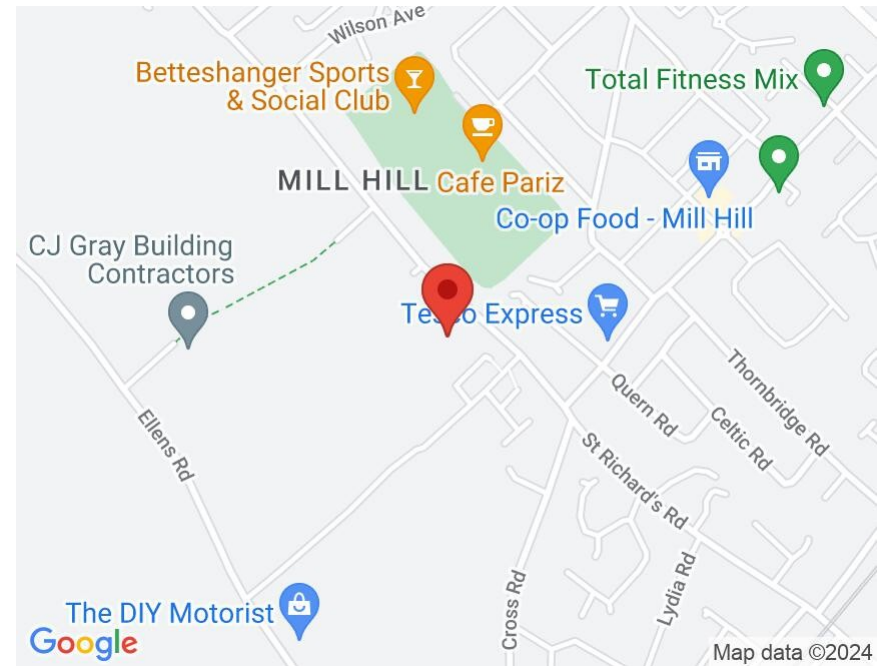 Wilson Ave
Betteshanger Sports
& Social Club
Total Fitness Mix
MILL HILL
Cafe Pariz
Co-op Food - Mill Hill
CJ Gray Building
Contractors
Tesco Express
Thornbridge Rd
Quern Rd
Celtic Rd
Ellens Rd
St Richard's Rd
Cross Rd
Lydia Rd
The DIY Motorist
Google
Map data ©2024